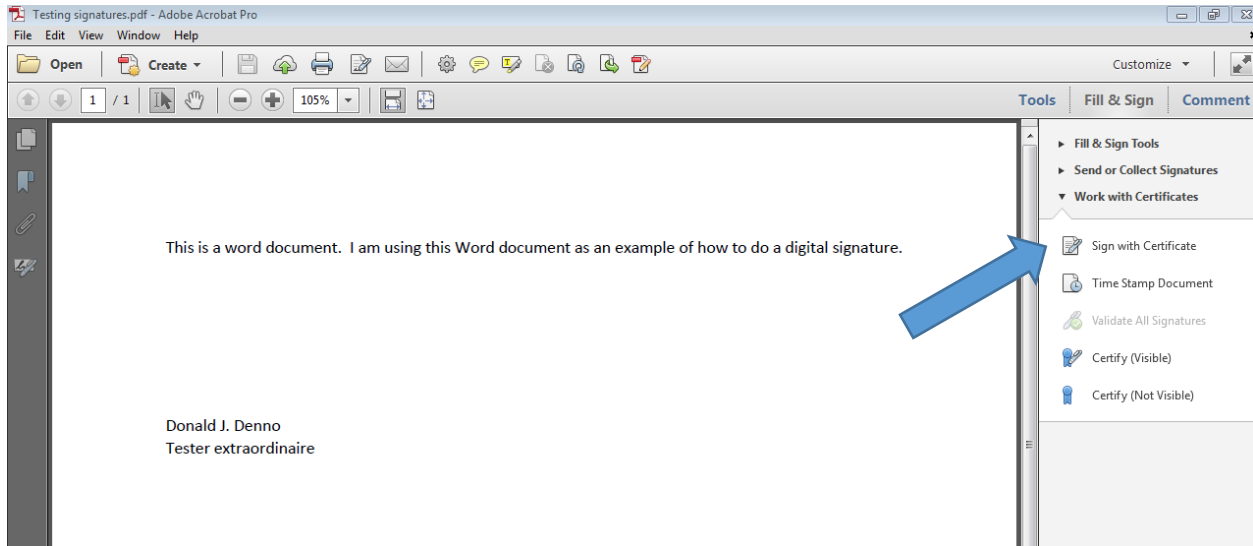 Testing signatures.pdf - Adobe Acrobat Pro
File Edit View Window Help
Open Create Customize
1 / 1 105% Tools Fill & Sign Comment
Fill & Sign Tools
Send or Collect Signatures
Work with Certificates
This is a word document.  I am using this Word document as an example of how to do a digital signature.
Sign with Certificate
Time Stamp Document
Validate All Signatures
Certify (Visible)
Certify (Not Visible)
Donald J. Denno
Tester extraordinaire